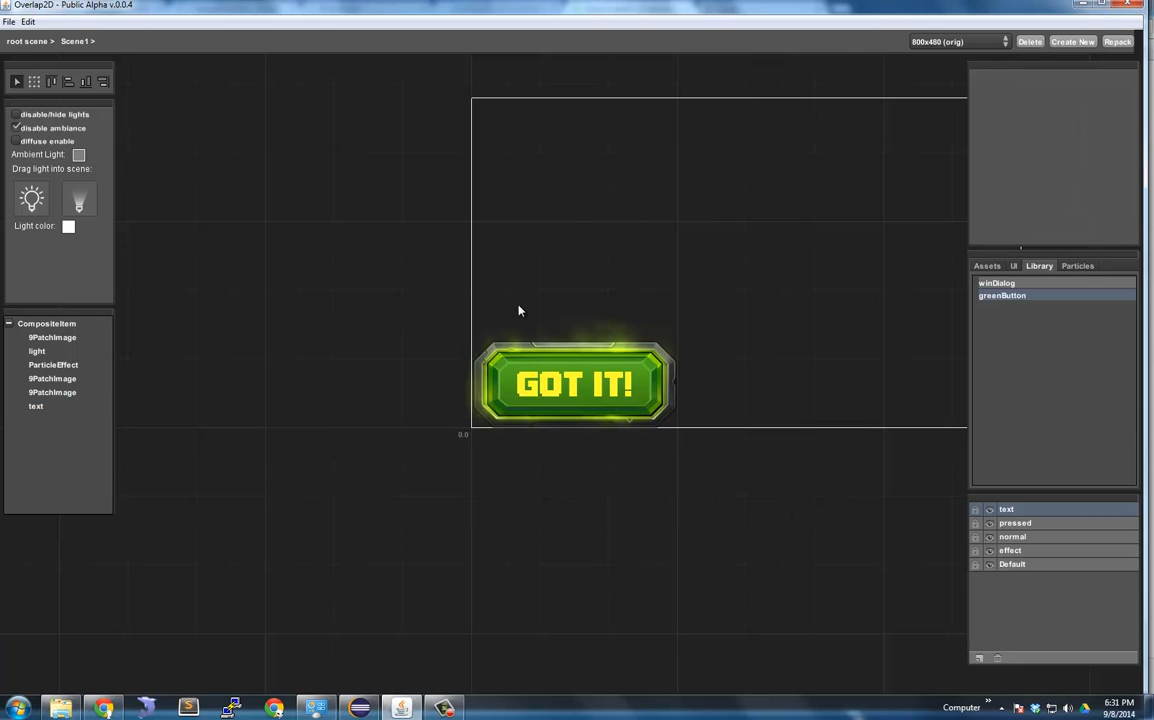 Overlap2D - Public Alpha v.0.0.4
File Edit
root scene > Scene1 >
800x480 (orig) Delete Create New Repack
disable/hide lights
disable ambiance
diffuse enable
Ambient Light:
Drag light into scene:
Light color:
CompositeItem
9PatchImage
light
ParticleEffect
9PatchImage
9PatchImage
text
GOT IT!
0.0
Assets UI Library Particles
winDialog
greenButton
text
pressed
normal
effect
Default
Computer »
6:31 PM
9/8/2014